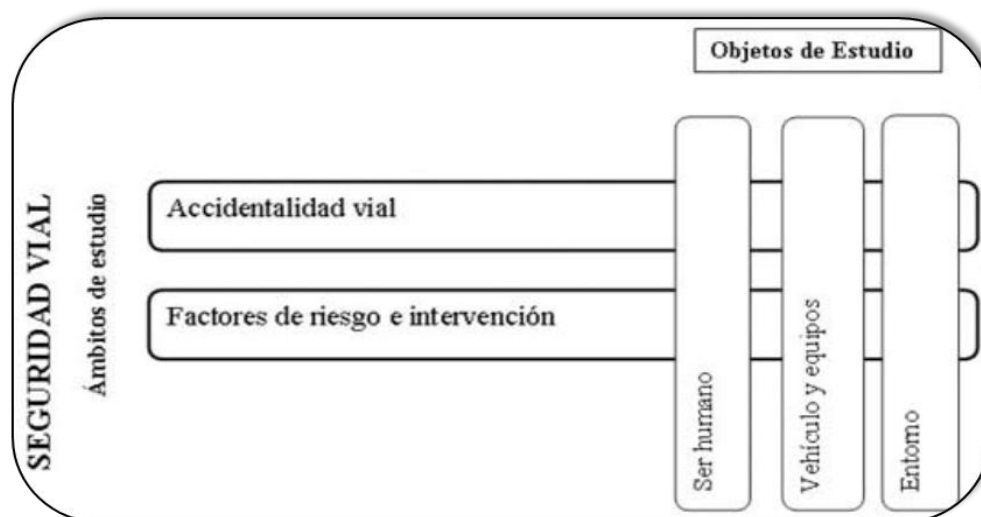 Objetos de Estudio
SEGURIDAD VIAL
Ámbitos de estudio
Accidentalidad vial
Factores de riesgo e intervención
Ser humano
Vehículo y equipos
Entorno